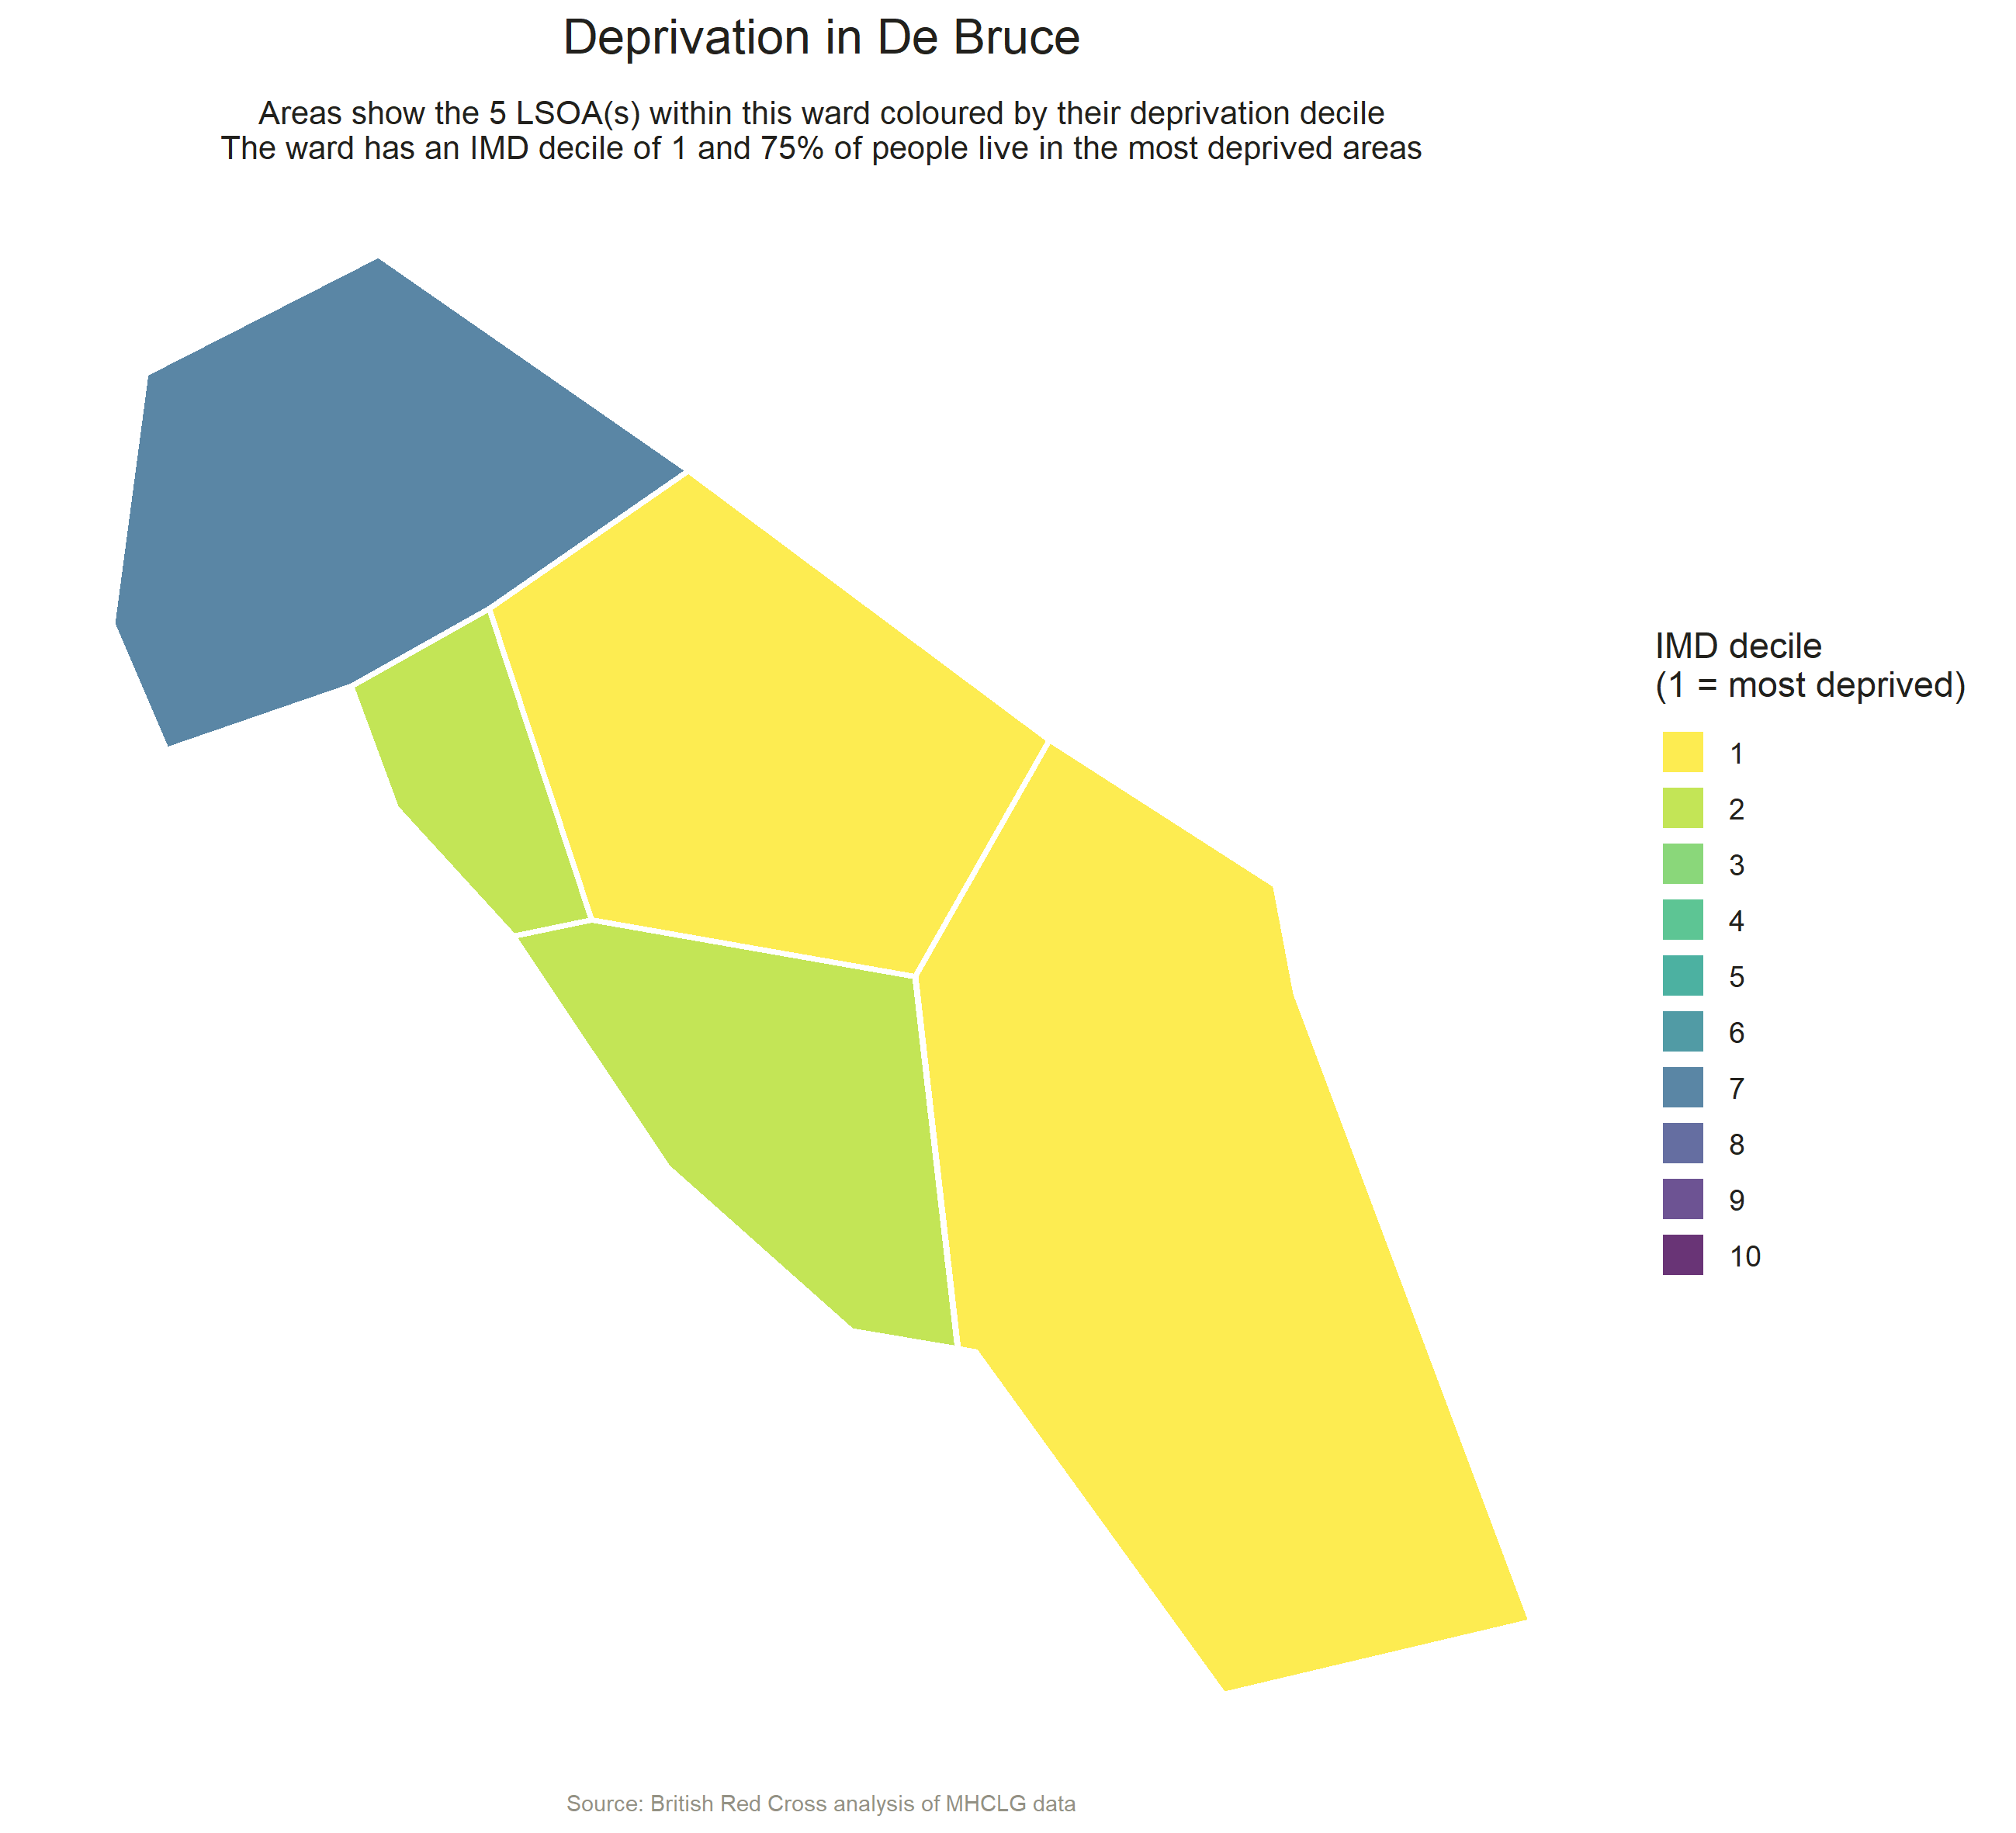 Deprivation in De Bruce
Areas show the 5 LSOA(s) within this ward coloured by their deprivation decile
The ward has an IMD decile of 1 and 75% of people live in the most deprived areas
IMD decile
(1 = most deprived)
1
2
3
4
5
6
7
8
9
10
Source: British Red Cross analysis of MHCLG data